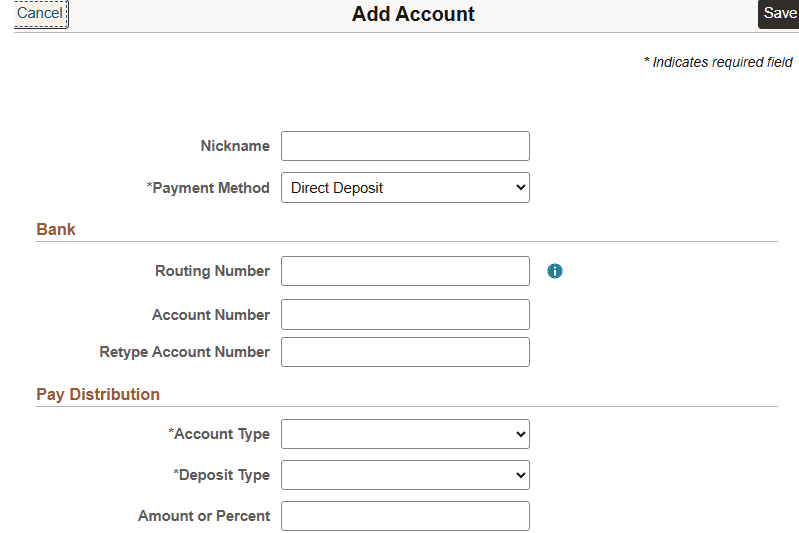 Cancel Add Account Save
* Indicates required field
Nickname
*Payment Method Direct Deposit
Bank
Routing Number i
Account Number
Retype Account Number
Pay Distribution
*Account Type
*Deposit Type
Amount or Percent